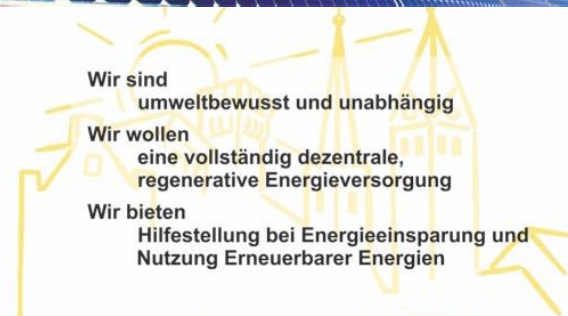 Wir sind
umweltbewusst und unabhängig
Wir wollen
eine vollständig dezentrale,
regenerative Energieversorgung
Wir bieten
Hilfestellung bei Energieeinsparung und
Nutzung Erneuerbarer Energien